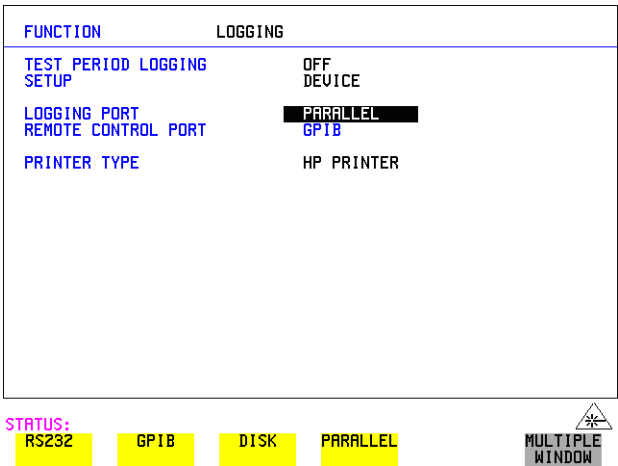 FUNCTION LOGGING
TEST PERIOD LOGGING OFF
SETUP DEVICE
LOGGING PORT PARALLEL
REMOTE CONTROL PORT GPIB
PRINTER TYPE HP PRINTER
STATUS:
RS232 GPIB DISK PARALLEL MULTIPLE
WINDOW